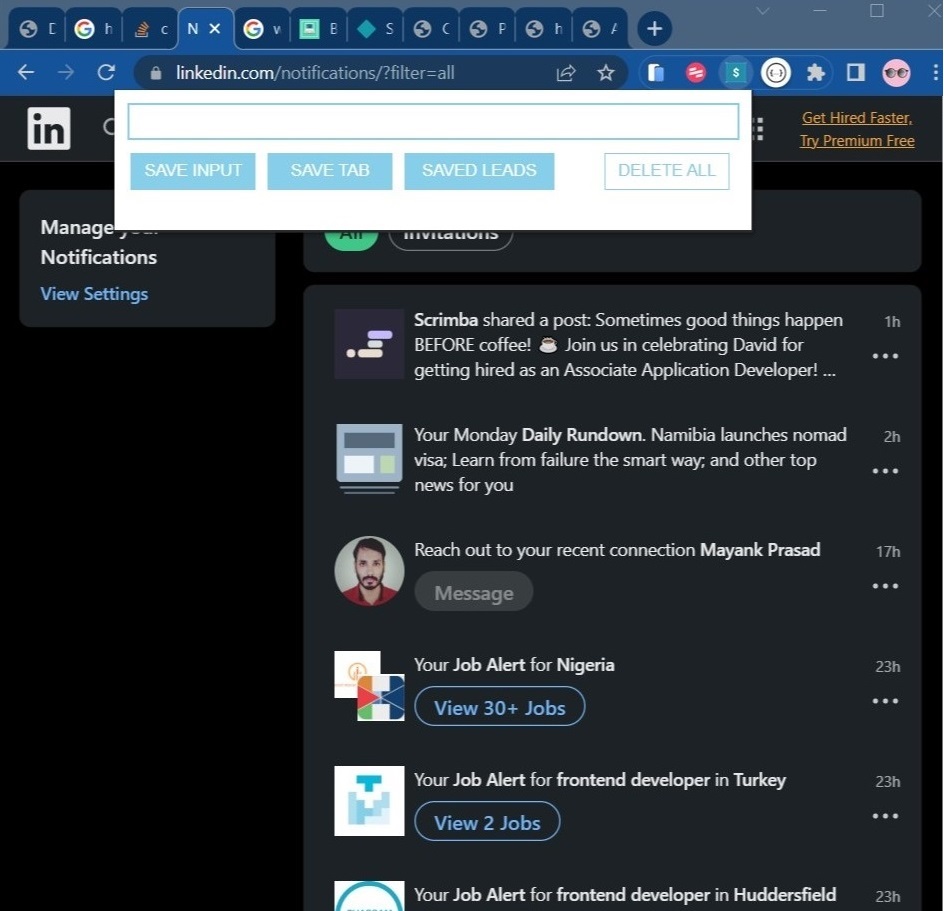 D
h
c
N
v
B
S
C
P
h
A
linkedin.com/notifications/?filter=all
$
{--}
in
Get Hired Faster,
Try Premium Free
SAVE INPUT SAVE TAB SAVED LEADS DELETE ALL
Manage your
Notifications
View Settings
All Invitations
Scrimba shared a post: Sometimes good things happen 1h
BEFORE coffee! ☕ Join us in celebrating David for
getting hired as an Associate Application Developer! ...
Your Monday Daily Rundown. Namibia launches nomad 2h
visa; Learn from failure the smart way; and other top
news for you
Reach out to your recent connection Mayank Prasad 17h
Message
Your Job Alert for Nigeria 23h
View 30+ Jobs
Your Job Alert for frontend developer in Turkey 23h
View 2 Jobs
Your Job Alert for frontend developer in Huddersfield 23h